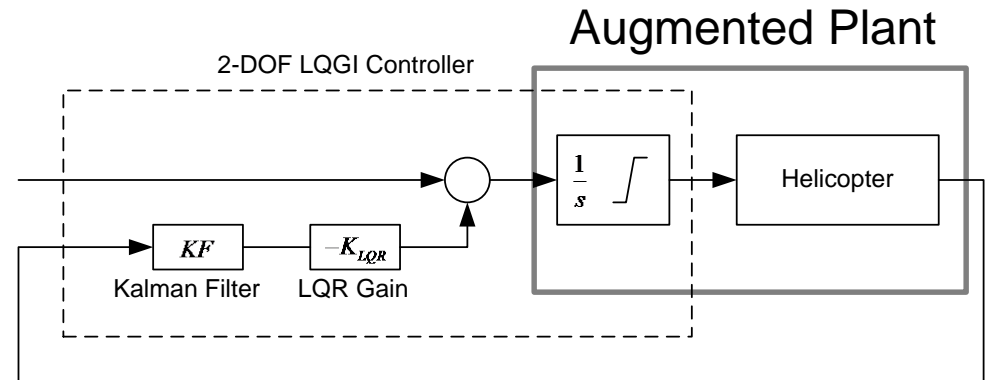 Augmented Plant
2-DOF LQGI Controller
1
s
Helicopter
KF
−K_LQR
Kalman Filter
LQR Gain